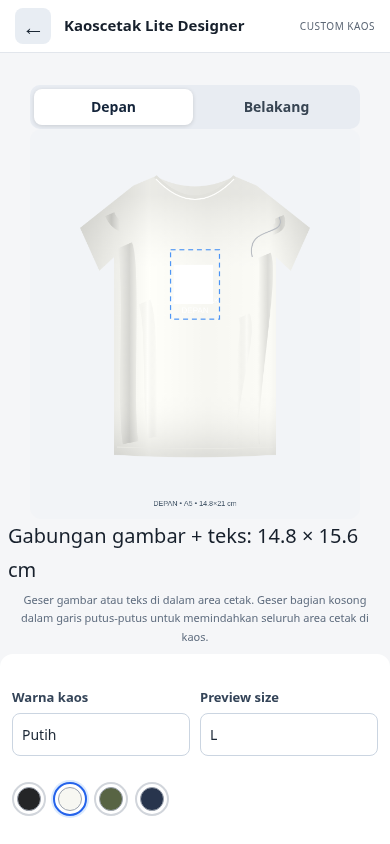 ←
Kaoscetak Lite Designer
CUSTOM KAOS
Depan
Belakang
DEPAN • A5 • 14.8×21 cm
Gabungan gambar + teks: 14.8 × 15.6
cm
Geser gambar atau teks di dalam area cetak. Geser bagian kosong
dalam garis putus-putus untuk memindahkan seluruh area cetak di
kaos.
Warna kaos
Preview size
Putih
L